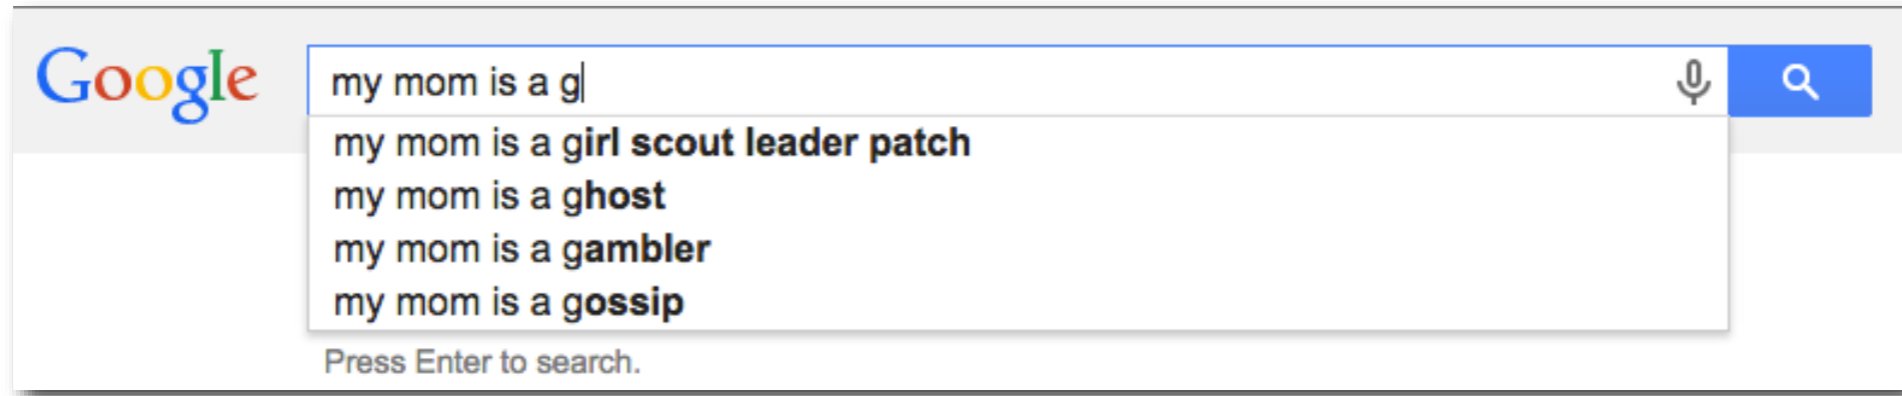 Google
my mom is a g
my mom is a girl scout leader patch
my mom is a ghost
my mom is a gambler
my mom is a gossip
Press Enter to search.